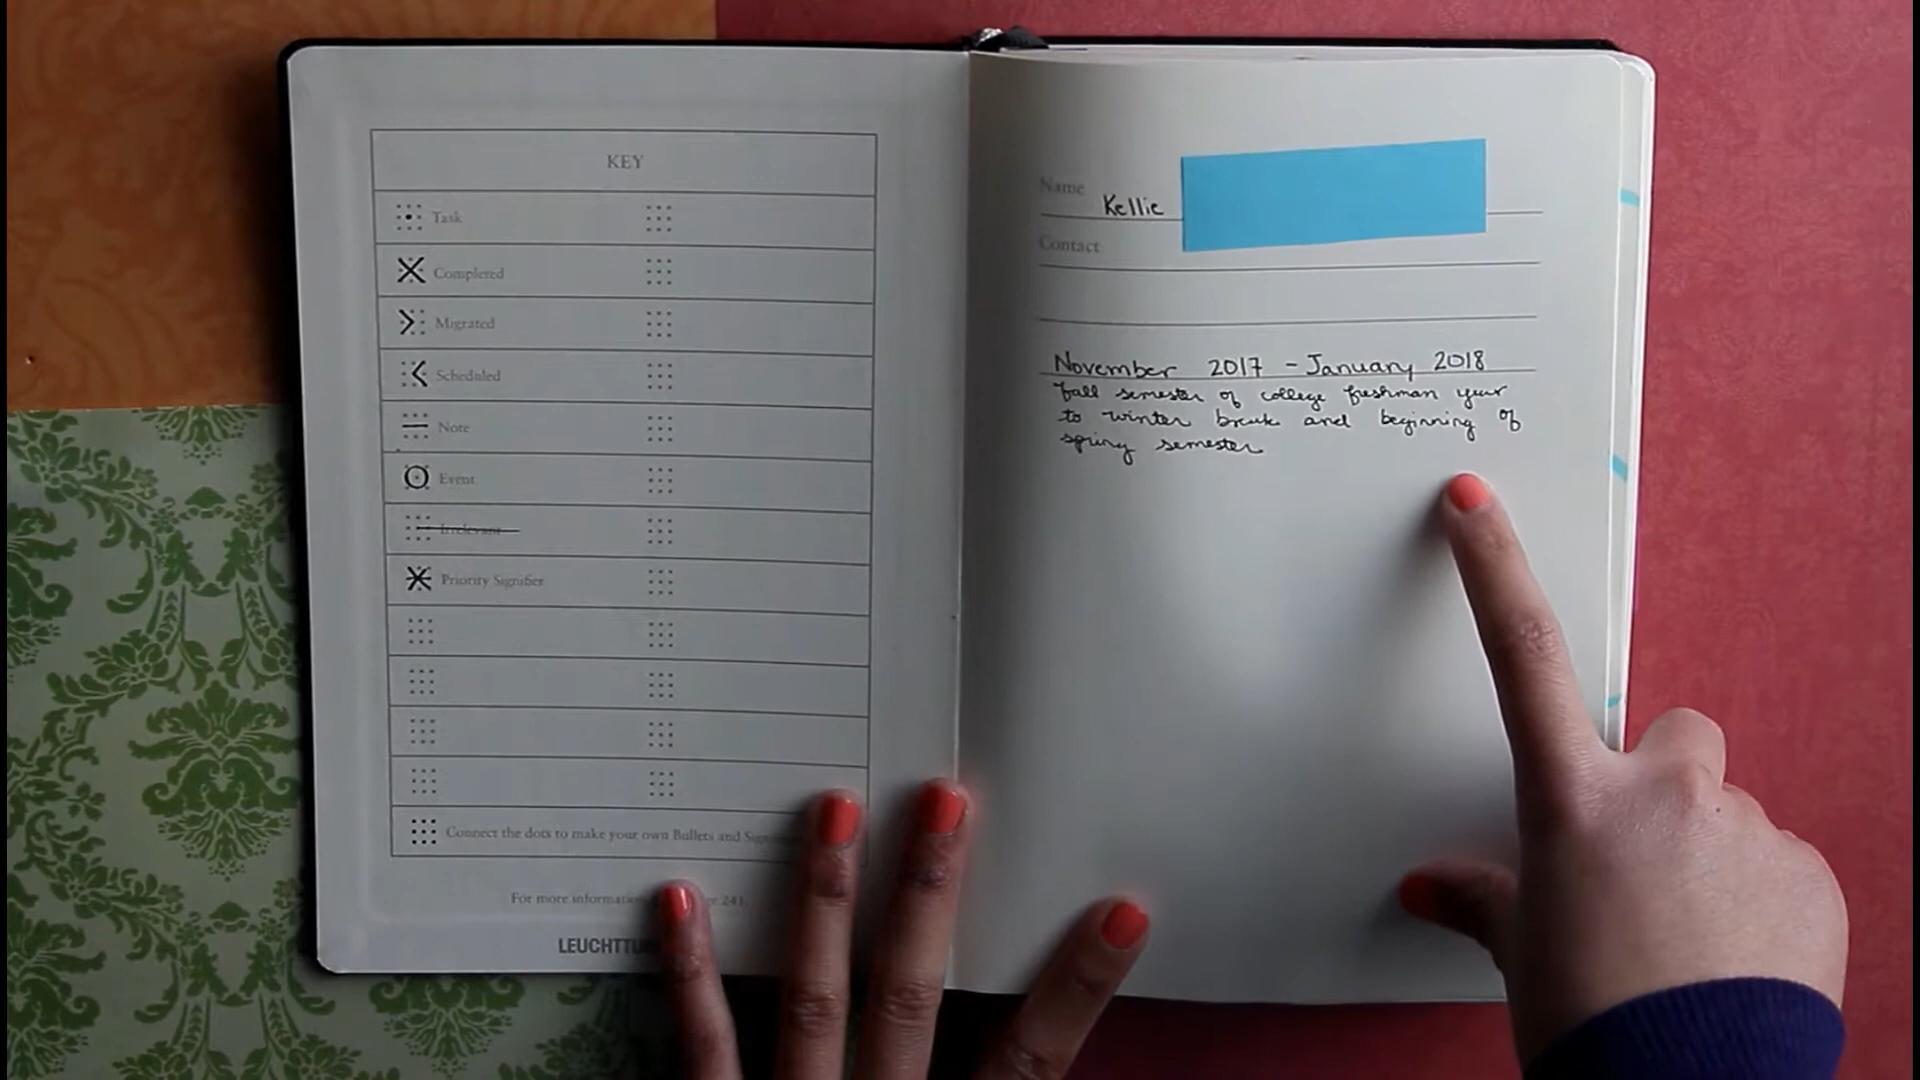 KEY
Task
Completed
Migrated
Scheduled
Note
Event
Irrelevant
Priority Signifier
Connect the dots to make your own Bullets and
For more information 241.
LEUCHTTU
Name Kellie
Contact
November 2017 - January 2018
fall semester of college freshman year
to winter break and beginning of
spring semester